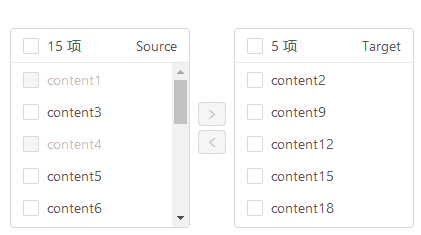 15 项 Source
content1
content3
content4
content5
content6
5 项 Target
content2
content9
content12
content15
content18